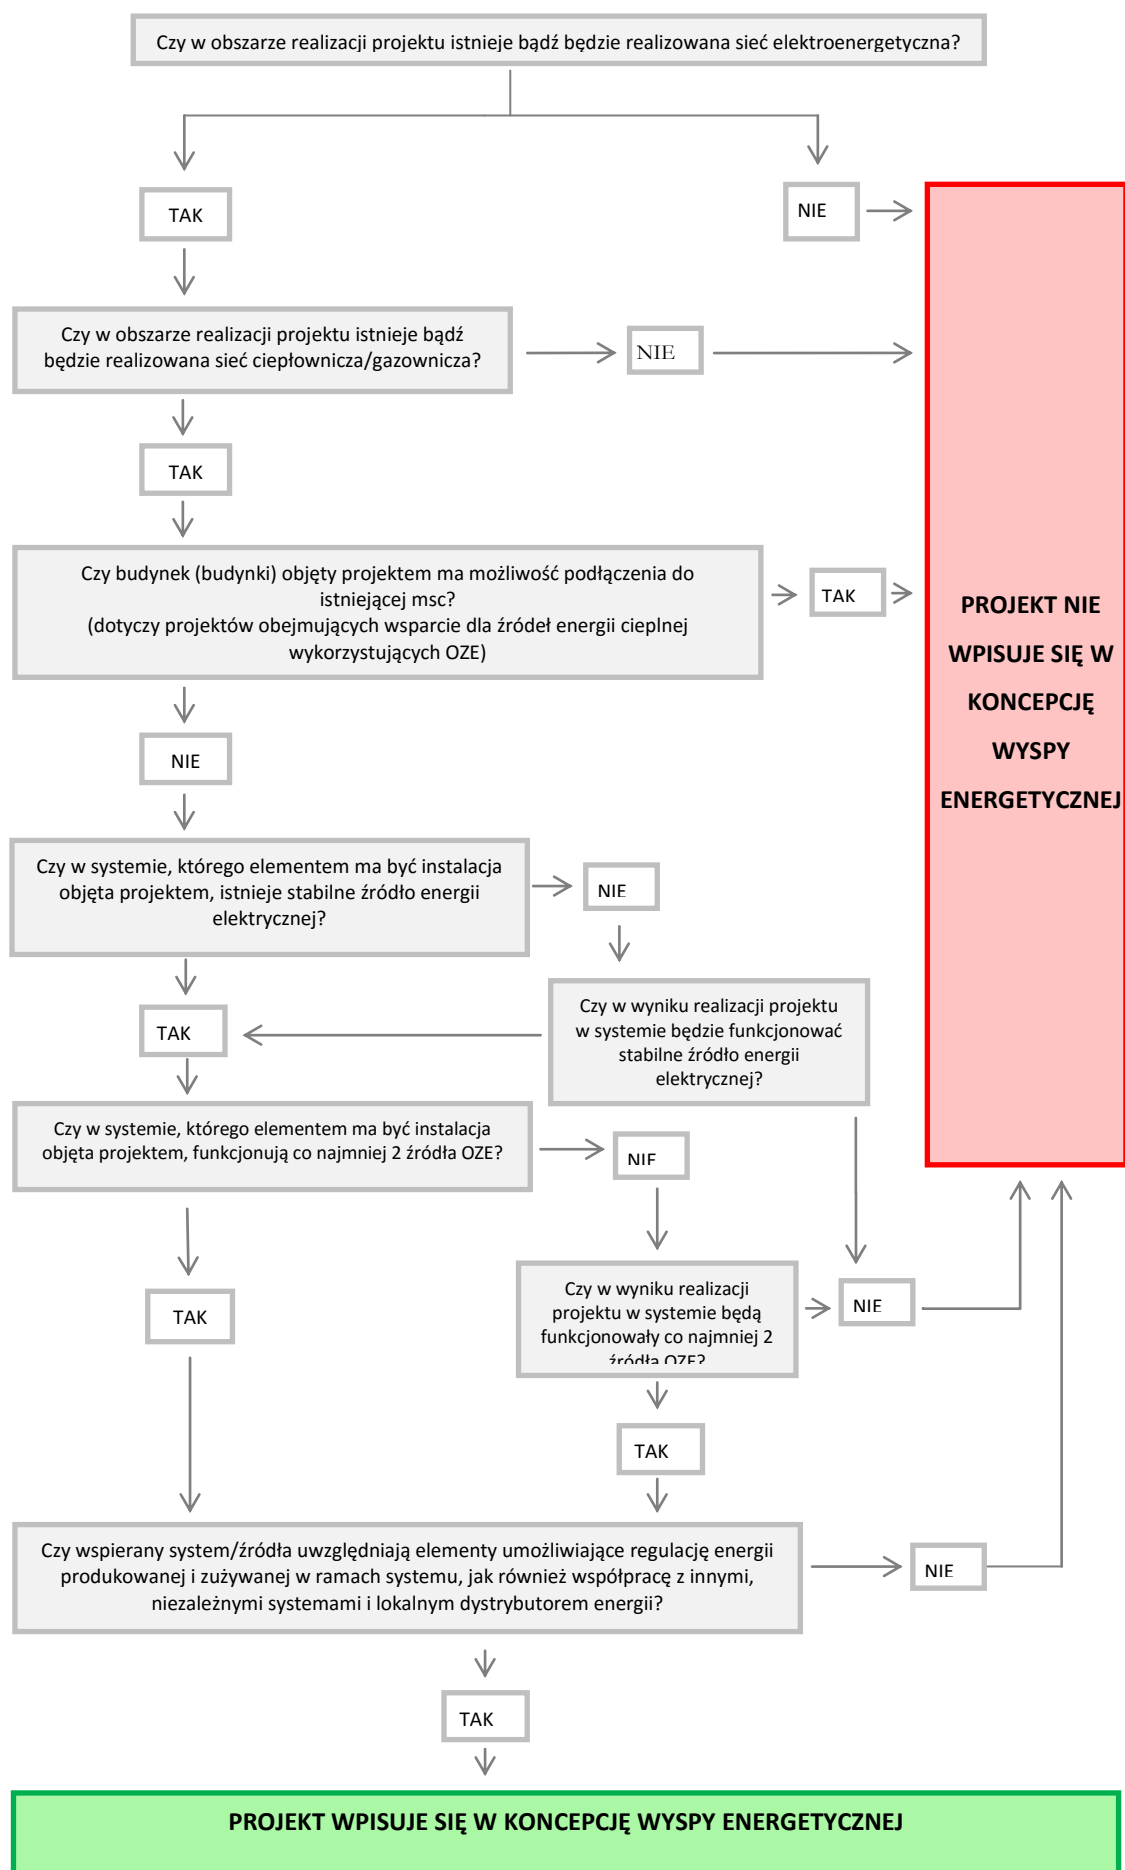 Czy w obszarze realizacji projektu istnieje bądź będzie realizowana sieć elektroenergetyczna?
TAK
NIE
Czy w obszarze realizacji projektu istnieje bądź
będzie realizowana sieć ciepłownicza/gazownicza?
NIE
TAK
Czy budynek (budynki) objęty projektem ma możliwość podłączenia do
istniejącej msc?
(dotyczy projektów obejmujących wsparcie dla źródeł energii cieplnej
wykorzystujących OZE)
TAK
PROJEKT NIE
WPISUJE SIĘ W
KONCEPCJĘ
WYSPY
ENERGETYCZNEJ
NIE
Czy w systemie, którego elementem ma być instalacja
objęta projektem, istnieje stabilne źródło energii
elektrycznej?
NIE
Czy w wyniku realizacji projektu
w systemie będzie funkcjonować
stabilne źródło energii
elektrycznej?
TAK
Czy w systemie, którego elementem ma być instalacja
objęta projektem, funkcjonują co najmniej 2 źródła OZE?
NIE
Czy w wyniku realizacji
projektu w systemie będą
funkcjonowały co najmniej 2
źródła OZE?
NIE
TAK
TAK
Czy wspierany system/źródła uwzględniają elementy umożliwiające regulację energii
produkowanej i zużywanej w ramach systemu, jak również współpracę z innymi,
niezależnymi systemami i lokalnym dystrybutorem energii?
NIE
TAK
PROJEKT WPISUJE SIĘ W KONCEPCJĘ WYSPY ENERGETYCZNEJ